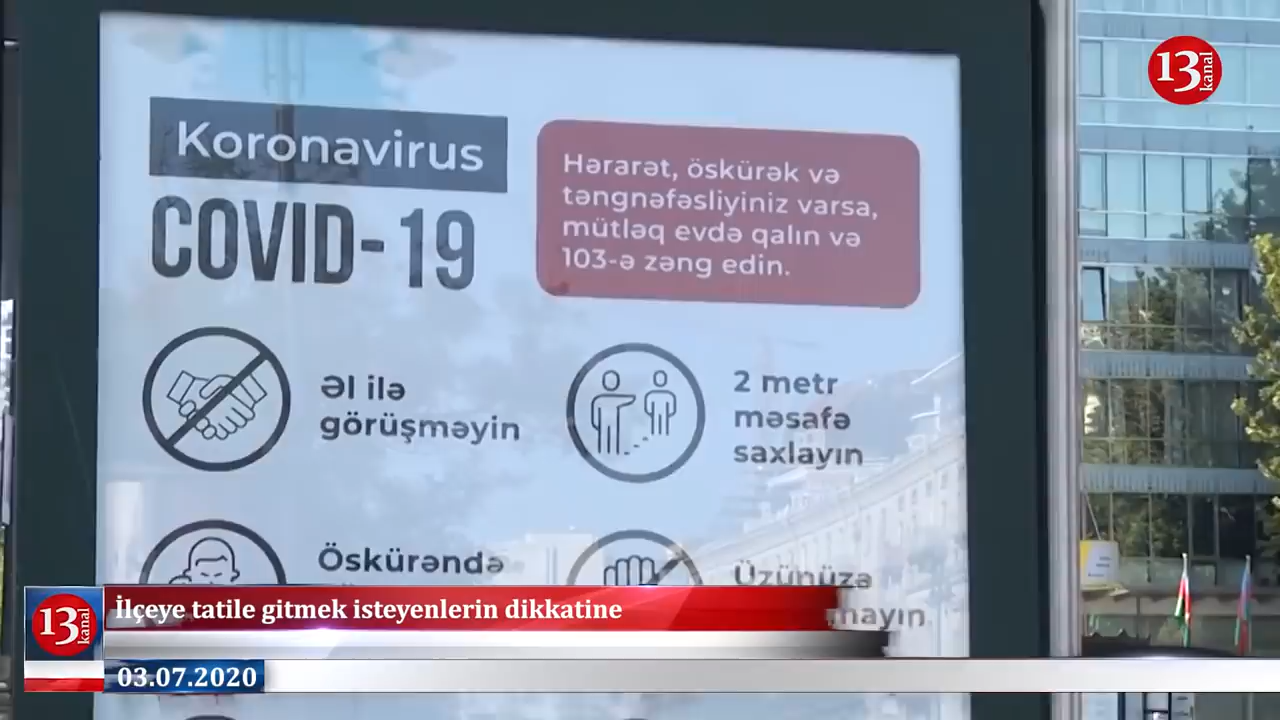 13 kanal
Koronavirus
COVID-19
Hərarət, öskürək və
təngnəfəsliyiniz varsa,
mütləq evdə qalın və
103-ə zəng edin.
Əl ilə
görüşməyin
2 metr
məsafə
saxlayın
Öskürəndə
Üzünüzə
mayın
13 kanal
İlçeye tatile gitmek isteyenlerin dikkatine
03.07.2020